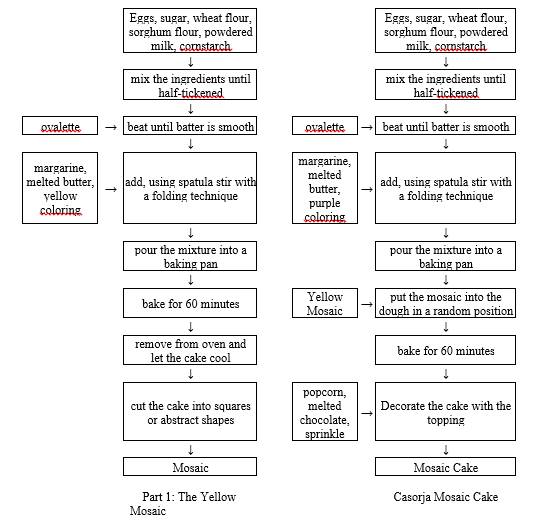 Eggs, sugar, wheat flour,
sorghum flour, powdered
milk, cornstarch
mix the ingredients until
half-tickened
ovalette
beat until batter is smooth
margarine,
melted butter,
yellow
coloring
add, using spatula stir with
a folding technique
pour the mixture into a
baking pan
bake for 60 minutes
remove from oven and
let the cake cool
cut the cake into squares
or abstract shapes
Mosaic
Part 1: The Yellow
Mosaic
Eggs, sugar, wheat flour,
sorghum flour, powdered
milk, cornstarch
mix the ingredients until
half-tickened
ovalette
beat until batter is smooth
margarine,
melted
butter,
purple
coloring
add, using spatula stir with
a folding technique
pour the mixture into a
baking pan
Yellow
Mosaic
put the mosaic into the
dough in a random position
bake for 60 minutes
popcorn,
melted
chocolate,
sprinkle
Decorate the cake with the
topping
Mosaic Cake
Casorja Mosaic Cake